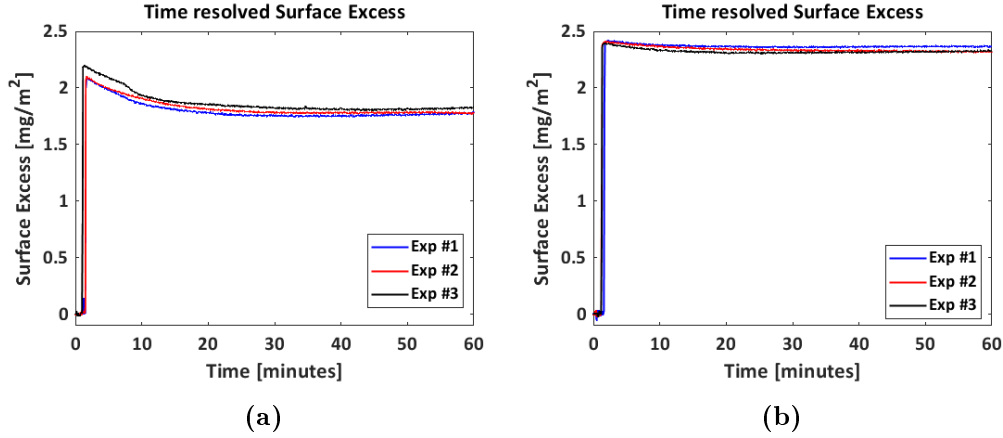 Time resolved Surface Excess
2.5
2
1.5
1
0.5
0
Surface Excess [mg/m²]
Exp #1
Exp #2
Exp #3
0 10 20 30 40 50 60
Time [minutes]
(a)
Time resolved Surface Excess
2.5
2
1.5
1
0.5
0
Surface Excess [mg/m²]
Exp #1
Exp #2
Exp #3
0 10 20 30 40 50 60
Time [minutes]
(b)